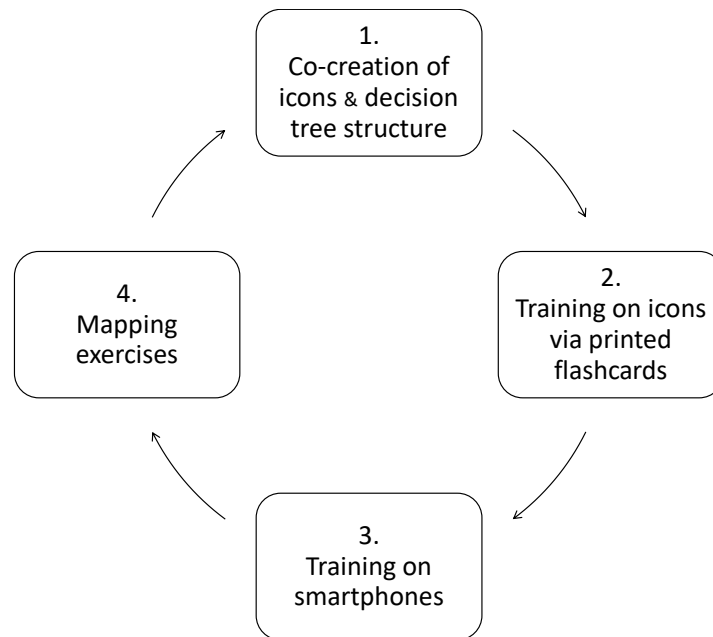 1.
Co-creation of
icons & decision
tree structure
2.
Training on icons
via printed
flashcards
3.
Training on
smartphones
4.
Mapping
exercises